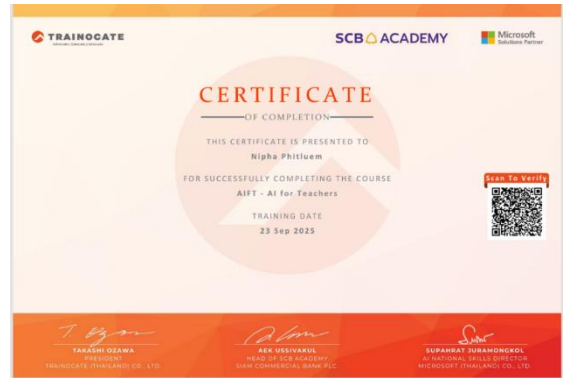 TRAINOCATE
SCB ACADEMY
Microsoft
Solutions Partner
CERTIFICATE
OF COMPLETION
THIS CERTIFICATE IS PRESENTED TO
Nipha Phitluem
FOR SUCCESSFULLY COMPLETING THE COURSE
AIFT - AI for Teachers
TRAINING DATE
23 Sep 2025
Scan To Verify
TAKASHI OZAWA
PRESIDENT
TRAINOCATE (THAILAND) CO., LTD.
AEK USSIVAKUL
HEAD OF SCB ACADEMY
SIAM COMMERCIAL BANK PLC.
SUPAHRAT JURAMONGKOL
AI NATIONAL SKILLS DIRECTOR
MICROSOFT (THAILAND) CO., LTD